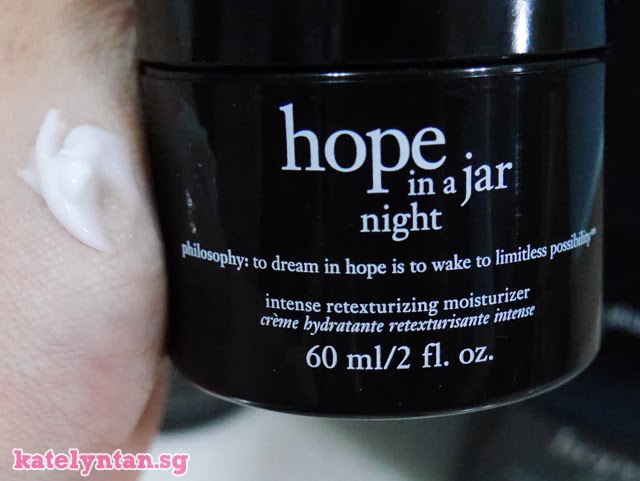 hope
in a jar
night
philosophy: to dream in hope is to wake to limitless possibility™
intense retexturizing moisturizer
crème hydratante retexturisante intense
60 ml/2 fl. oz.
katelyntan.sg